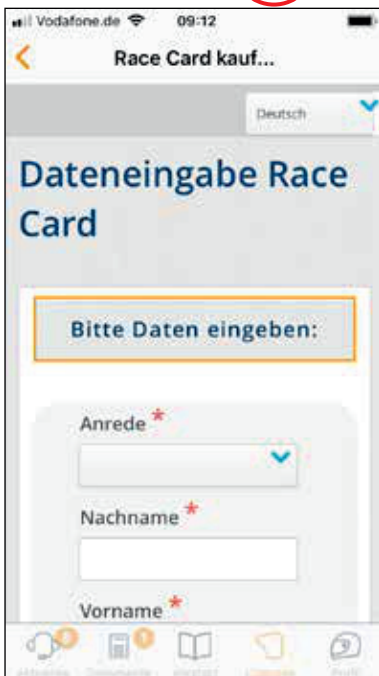 Vodafone.de 09:12
Race Card kauf...
Deutsch
Dateneingabe Race
Card
Bitte Daten eingeben:
Anrede *
Nachname *
Vorname *